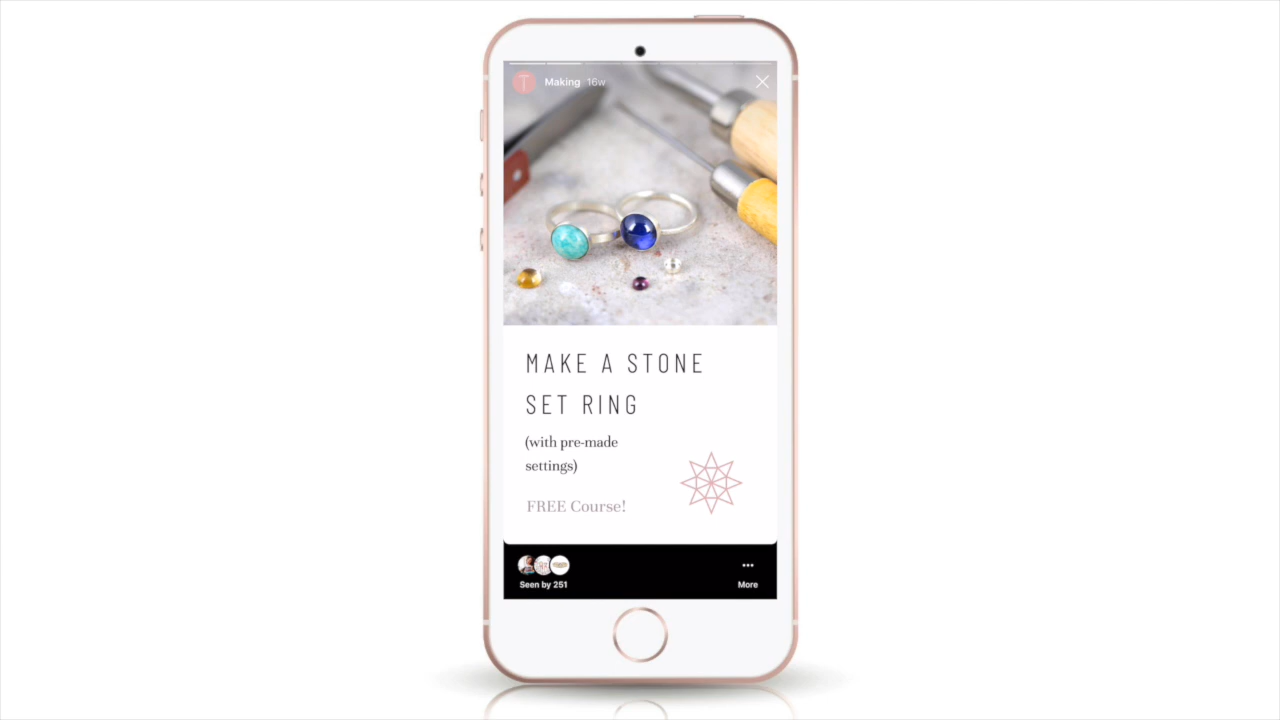 T Making 16w
MAKE A STONE
SET RING
(with pre-made
settings)
FREE Course!
Seen by 251
More